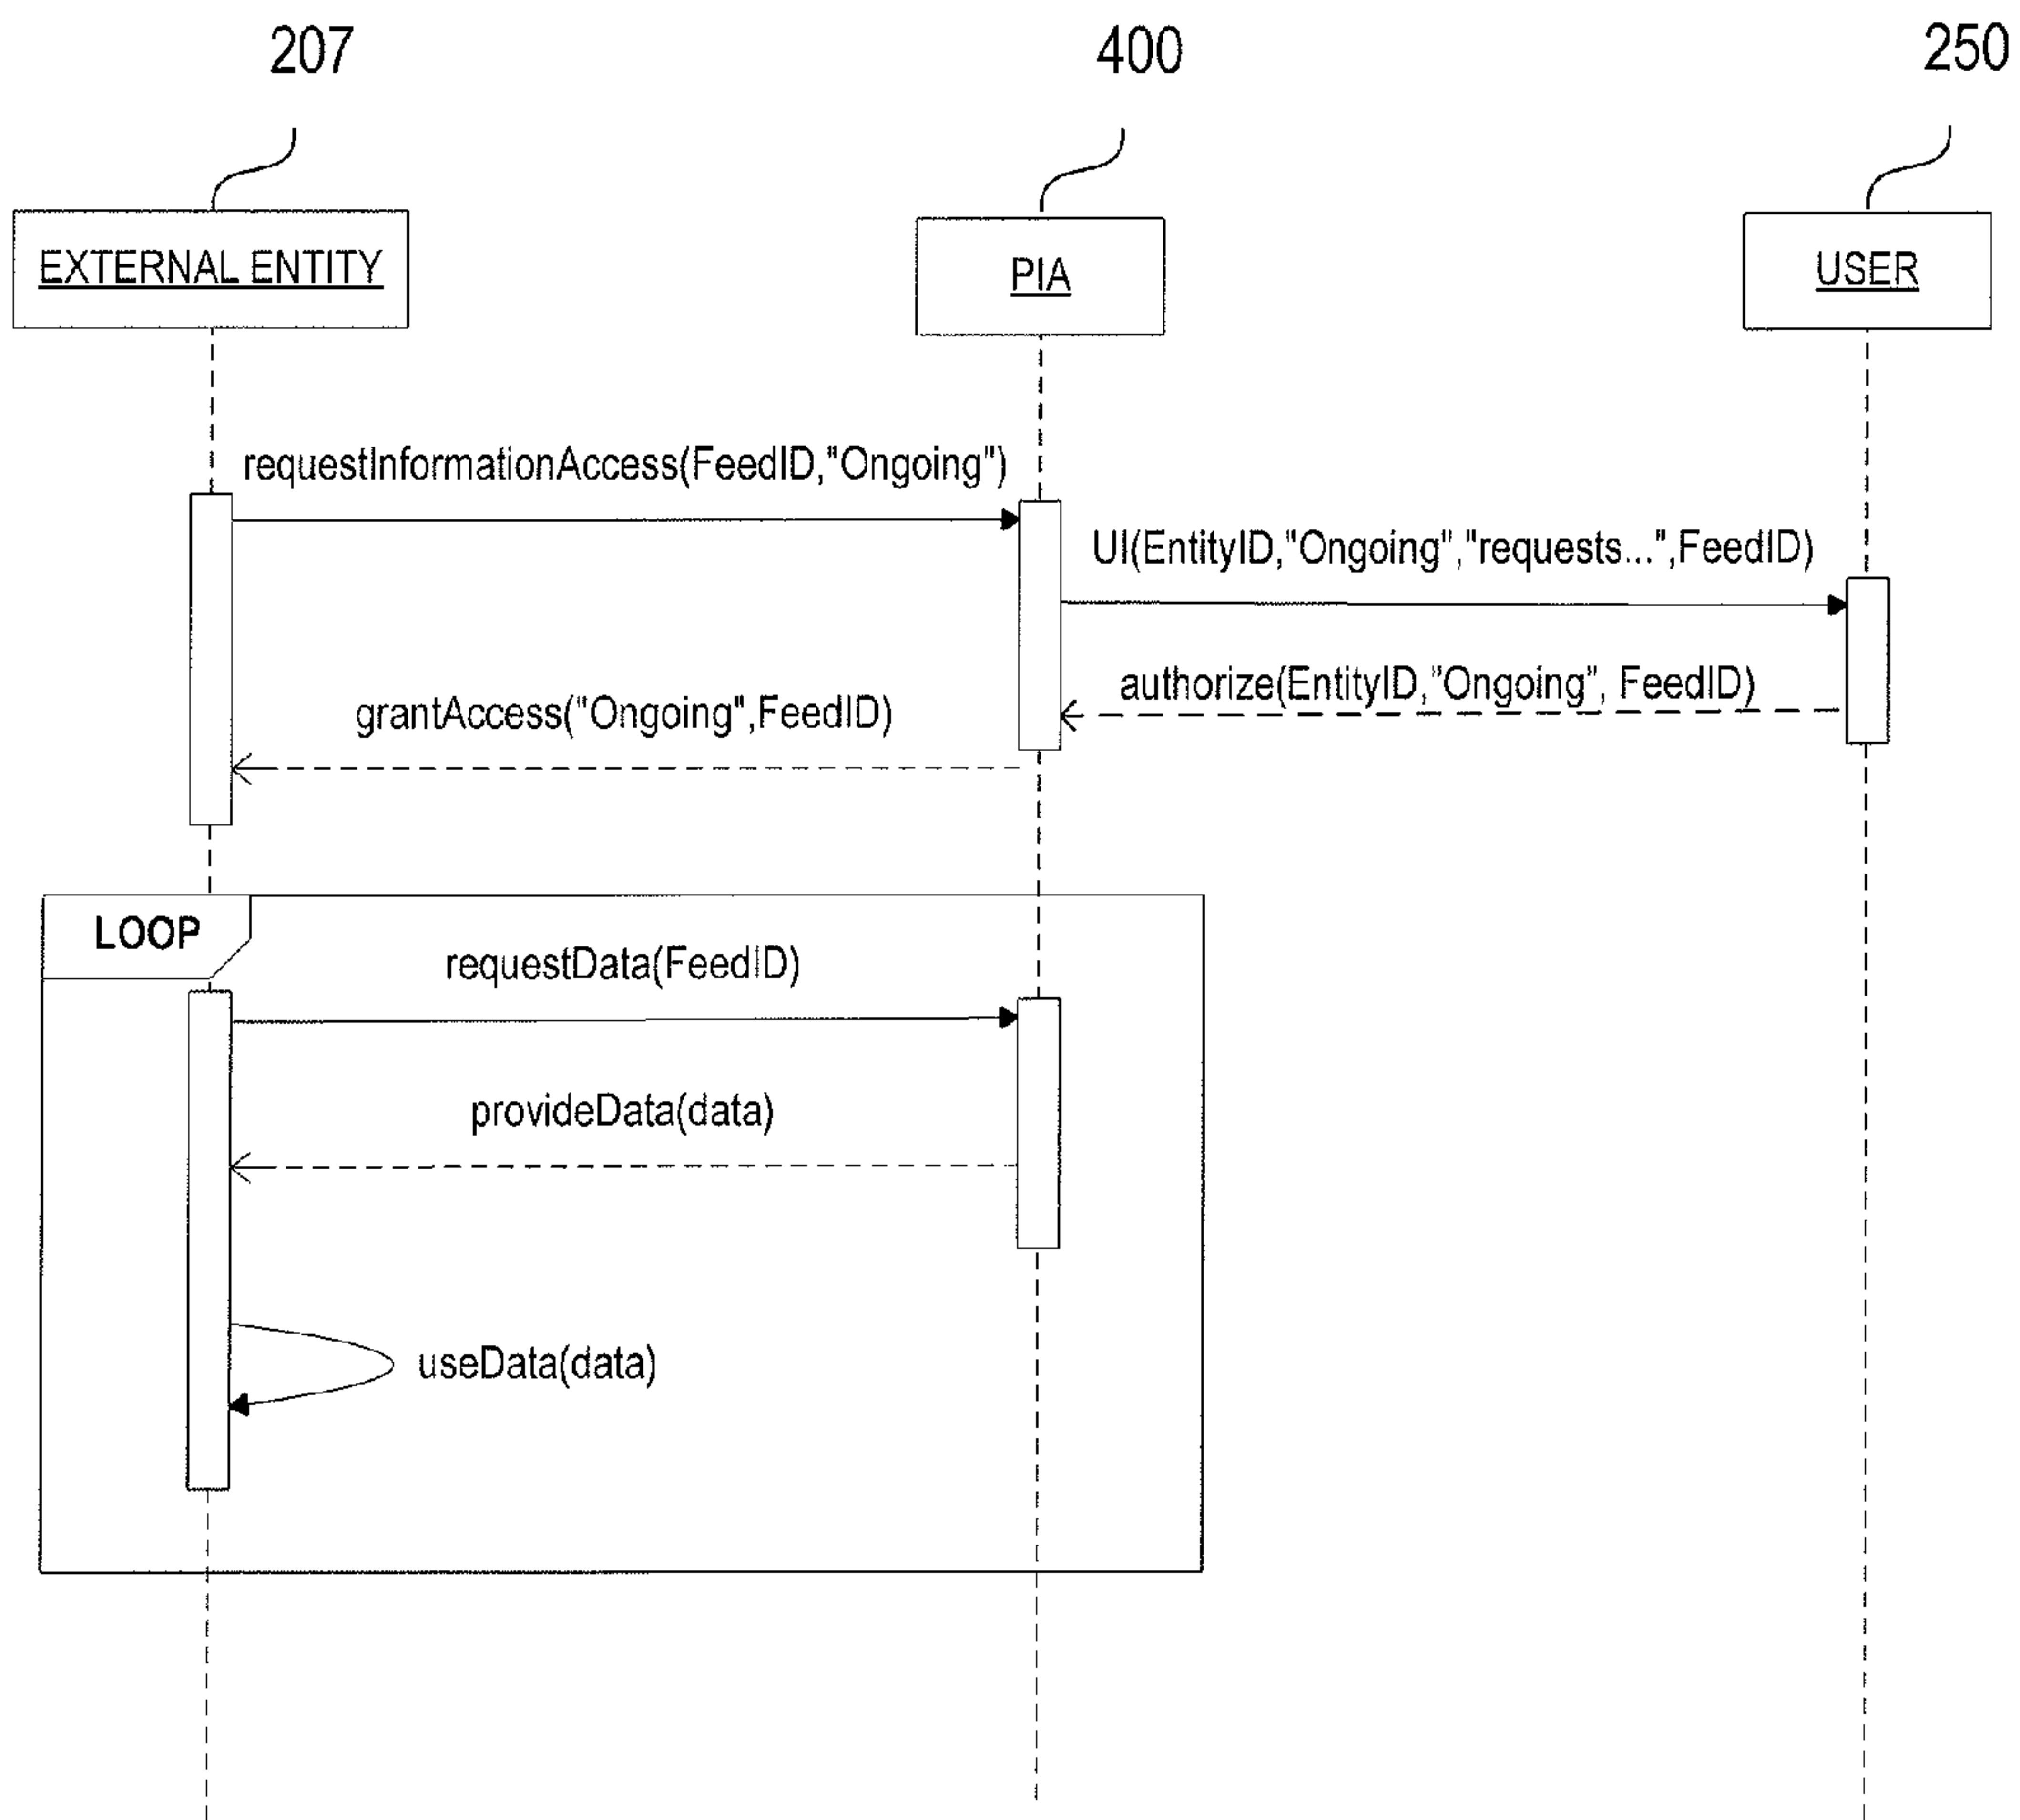 207
400
250
EXTERNAL ENTITY
PIA
USER
requestInformationAccess(FeedID,"Ongoing")
UI(EntityID,"Ongoing","requests...",FeedID)
authorize(EntityID,"Ongoing", FeedID)
grantAccess("Ongoing",FeedID)
LOOP
requestData(FeedID)
provideData(data)
useData(data)